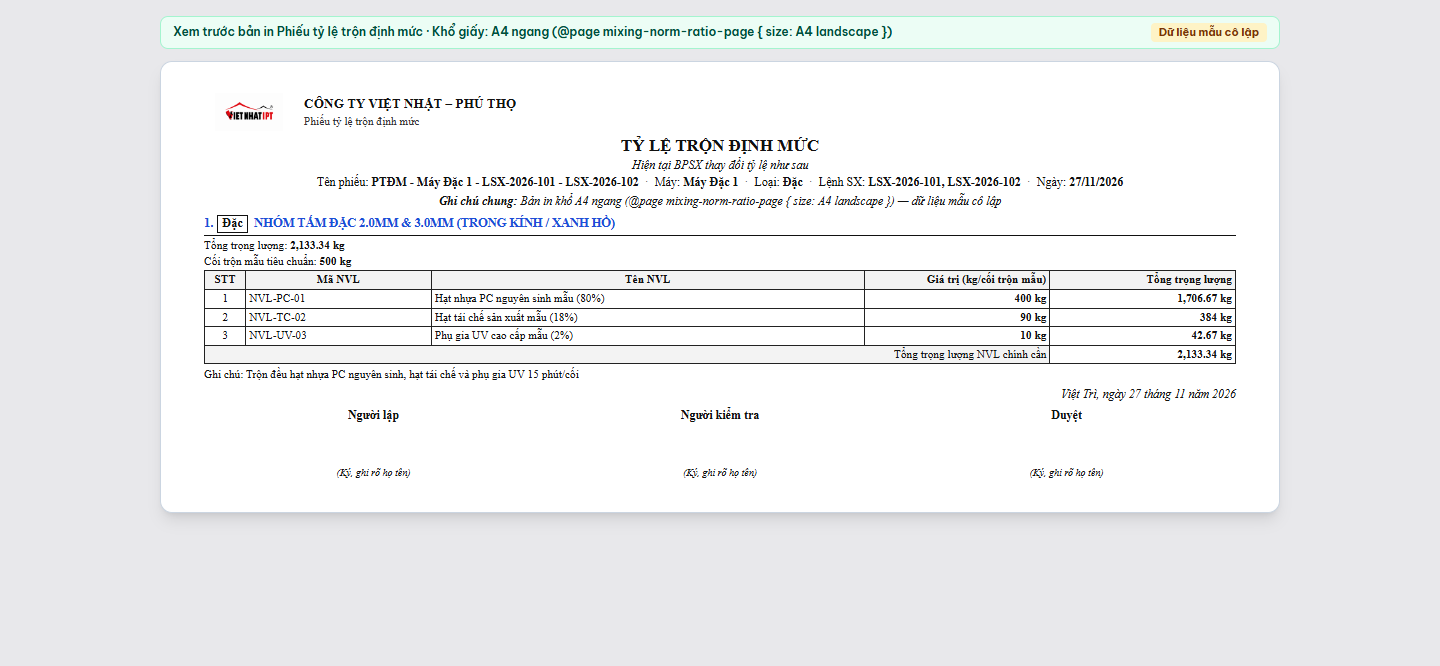 Xem trước bản in Phiếu tỷ lệ trộn định mức · Khổ giấy: A4 ngang (@page mixing-norm-ratio-page { size: A4 landscape })
Dữ liệu mẫu cô lập
VIETNHATIPT
CÔNG TY VIỆT NHẬT – PHÚ THỌ
Phiếu tỷ lệ trộn định mức
TỶ LỆ TRỘN ĐỊNH MỨC
Hiện tại BPSX thay đổi tỷ lệ như sau
Tên phiếu: PTĐM - Máy Đặc 1 - LSX-2026-101 - LSX-2026-102 · Máy: Máy Đặc 1 · Loại: Đặc · Lệnh SX: LSX-2026-101, LSX-2026-102 · Ngày: 27/11/2026
Ghi chú chung: Bản in khổ A4 ngang (@page mixing-norm-ratio-page { size: A4 landscape }) — dữ liệu mẫu cô lập
1. Đặc NHÓM TẤM ĐẶC 2.0MM & 3.0MM (TRONG KÍNH / XANH HỒ)
Tổng trọng lượng: 2,133.34 kg
Cối trộn mẫu tiêu chuẩn: 500 kg
STT Mã NVL Tên NVL Giá trị (kg/cối trộn mẫu) Tổng trọng lượng
1 NVL-PC-01 Hạt nhựa PC nguyên sinh mẫu (80%) 400 kg 1,706.67 kg
2 NVL-TC-02 Hạt tái chế sản xuất mẫu (18%) 90 kg 384 kg
3 NVL-UV-03 Phụ gia UV cao cấp mẫu (2%) 10 kg 42.67 kg
Tổng trọng lượng NVL chính cần 2,133.34 kg
Ghi chú: Trộn đều hạt nhựa PC nguyên sinh, hạt tái chế và phụ gia UV 15 phút/cối
Việt Trì, ngày 27 tháng 11 năm 2026
Người lập Người kiểm tra Duyệt
(Ký, ghi rõ họ tên) (Ký, ghi rõ họ tên) (Ký, ghi rõ họ tên)